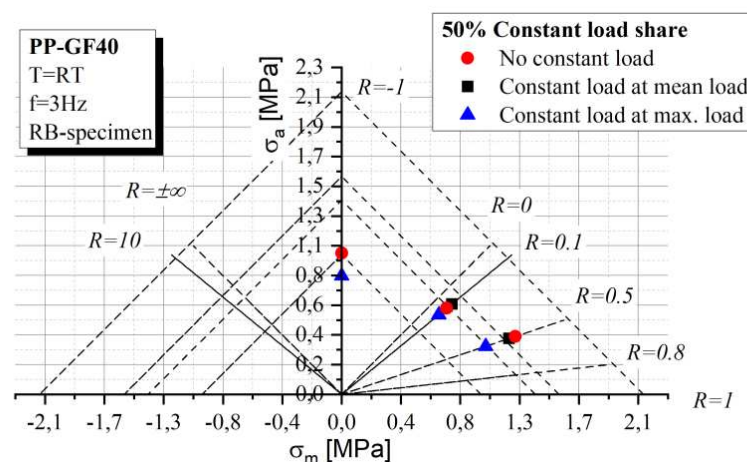 PP-GF40
T=RT
f=3Hz
RB-specimen
50% Constant load share
No constant load
Constant load at mean load
Constant load at max. load
σa [MPa]
2,3
2,1
1,9
1,7
1,5
1,3
1,1
0,9
0,8
0,6
0,4
0,2
0,0
R=-1
R=±∞
R=10
R=0
R=0.1
R=0.5
R=0.8
R=1
-2,1 -1,7 -1,3 -0,8 -0,4 0,0 0,4 0,8 1,3 1,7 2,1
σm [MPa]